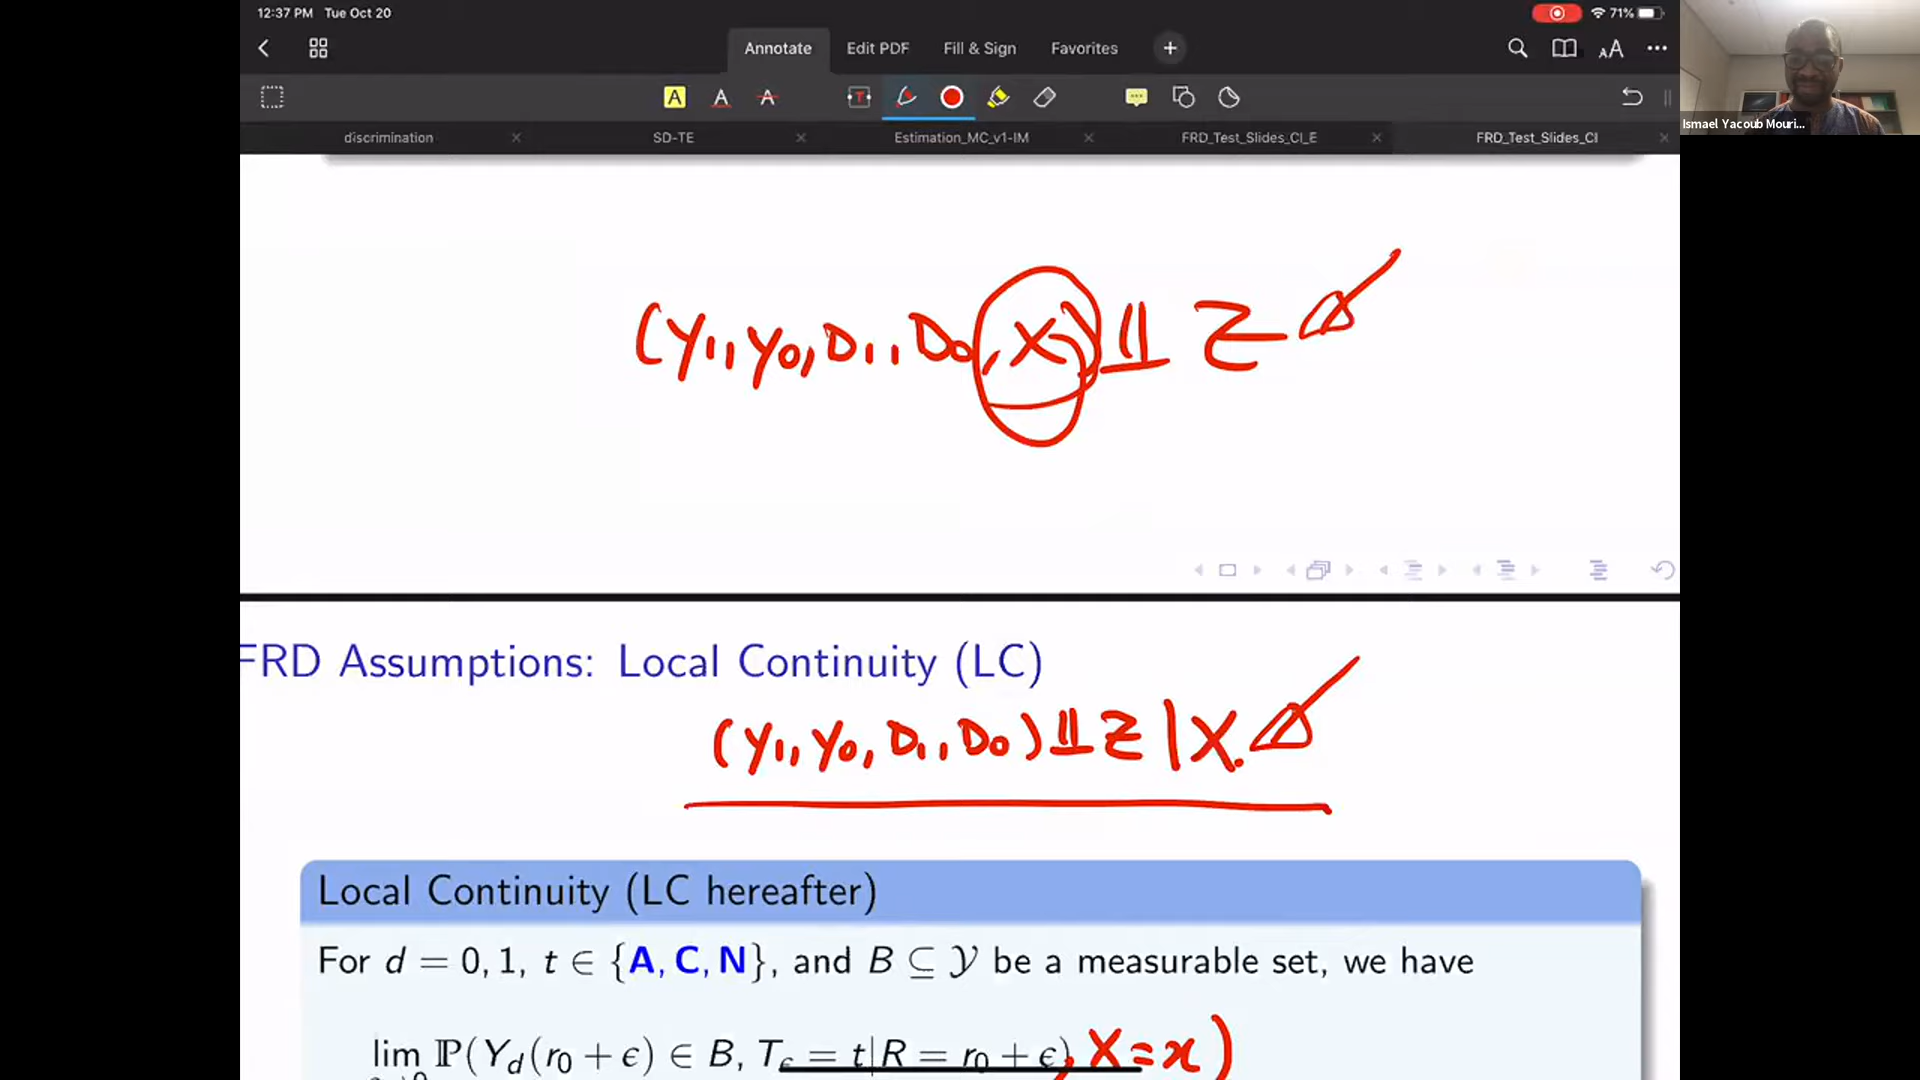 12:37 PM Tue Oct 20
71%
Annotate Edit PDF Fill & Sign Favorites
discrimination SD-TE Estimation_MC_v1-IM FRD_Test_Slides_CI_E FRD_Test_Slides_CI
Ismael Yacoub Mouri...
(Y₁, Y₀, D₁, D₀, X) ⫫ Z
FRD Assumptions: Local Continuity (LC)
(Y₁, Y₀, D₁, D₀) ⫫ Z | X.
Local Continuity (LC hereafter)
For d = 0, 1, t ∈ {A, C, N}, and B ⊆ 𝒴 be a measurable set, we have
lim ℙ(Y_d(r₀ + ϵ) ∈ B, T_ϵ = t|R = r₀ + ϵ), X = x)